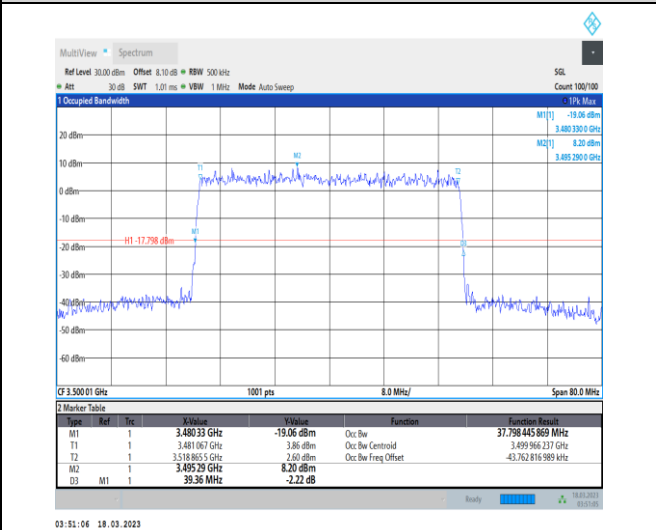 MultiView Spectrum
Ref Level 30.00 dBm Offset 8.10 dB RBW 500 kHz SGL
Att 30 dB SWT 1.01 ms VBW 1 MHz Mode Auto Sweep Count 100/100
1 Occupied Bandwidth 1Pk Max
M1[1] -19.06 dBm
3.480 330 0 GHz
20 dBm
M2[1] 8.20 dBm
3.495 290 0 GHz
M2
10 dBm
T1 T2
0 dBm
-10 dBm
M1
H1 -17.798 dBm
-20 dBm
D3
-30 dBm
-40 dBm
-50 dBm
-60 dBm
CF 3.500 01 GHz 1001 pts 8.0 MHz/ Span 80.0 MHz
2 Marker Table
Type Ref Trc X-Value Y-Value Function Function Result
M1 1 3.480 33 GHz -19.06 dBm Occ Bw 37.798 445 869 MHz
T1 1 3.481 067 GHz 3.86 dBm Occ Bw Centroid 3.499 966 237 GHz
T2 1 3.518 865 5 GHz 2.60 dBm Occ Bw Freq Offset -43.762 816 989 kHz
M2 1 3.495 29 GHz 8.20 dBm
D3 M1 1 39.36 MHz -2.22 dB
Ready 18.03.2023
03:51:05
03:51:06 18.03.2023